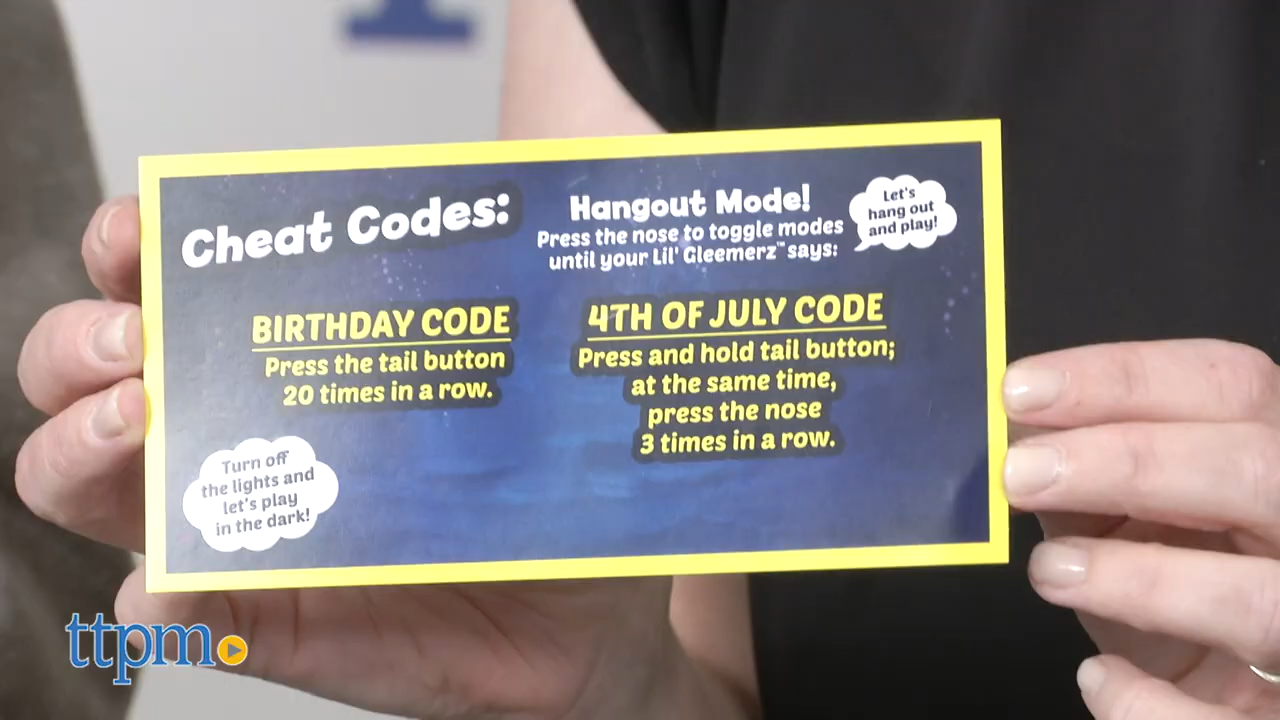 Cheat Codes:
Hangout Mode!
Press the nose to toggle modes
until your Lil' Gleemerz™ says:
Let's
hang out
and play!
BIRTHDAY CODE
Press the tail button
20 times in a row.
4TH OF JULY CODE
Press and hold tail button;
at the same time,
press the nose
3 times in a row.
Turn off
the lights and
let's play
in the dark!
ttpm